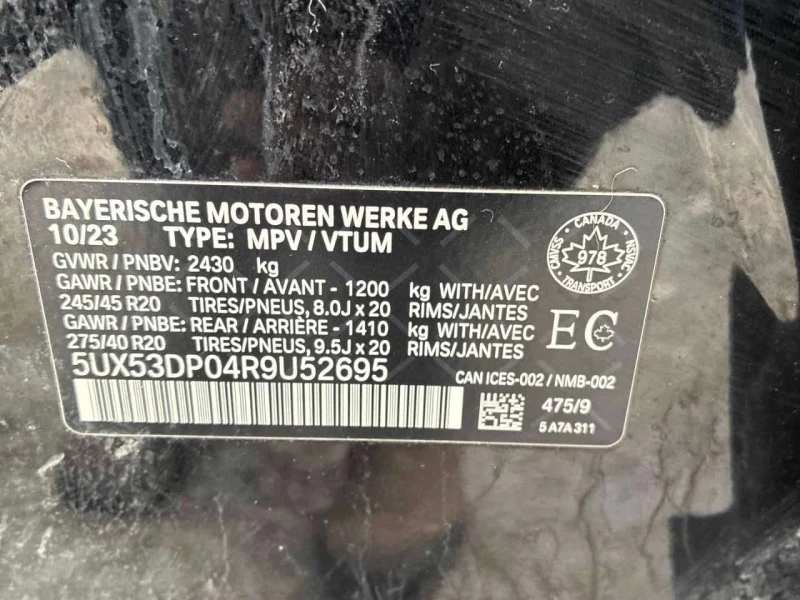 BAYERISCHE MOTOREN WERKE AG
10/23 TYPE: MPV / VTUM
GVWR / PNBV: 2430 kg
GAWR / PNBE: FRONT / AVANT - 1200 kg WITH/AVEC
245/45 R20 TIRES/PNEUS, 8.0J x 20 RIMS/JANTES
GAWR / PNBE: REAR / ARRIÈRE - 1410 kg WITH/AVEC
275/40 R20 TIRES/PNEUS, 9.5J x 20 RIMS/JANTES
5UX53DP04R9U52695
CANADA
CMVSS 978 NSVAC
TRANSPORT
EC
CAN ICES-002 / NMB-002
475/9
5 A7A 311